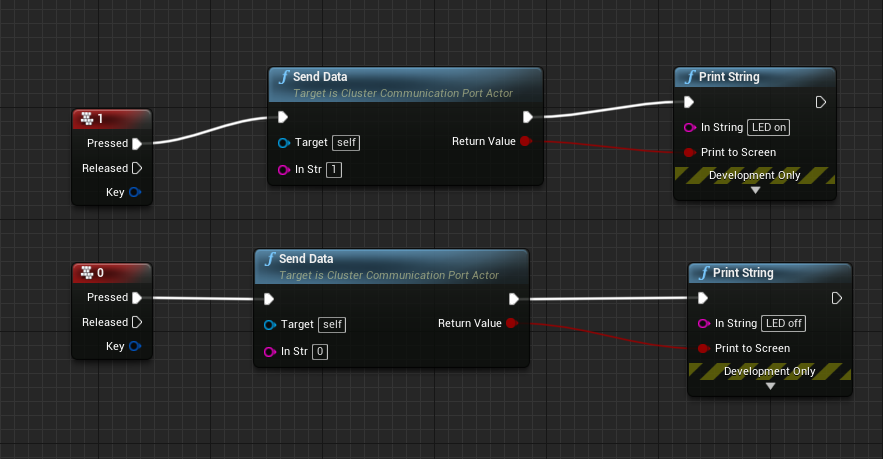 1
Pressed
Released
Key
Send Data
Target is Cluster Communication Port Actor
Target self
Return Value
In Str 1
Print String
In String LED on
Print to Screen
Development Only
0
Pressed
Released
Key
Send Data
Target is Cluster Communication Port Actor
Target self
Return Value
In Str 0
Print String
In String LED off
Print to Screen
Development Only